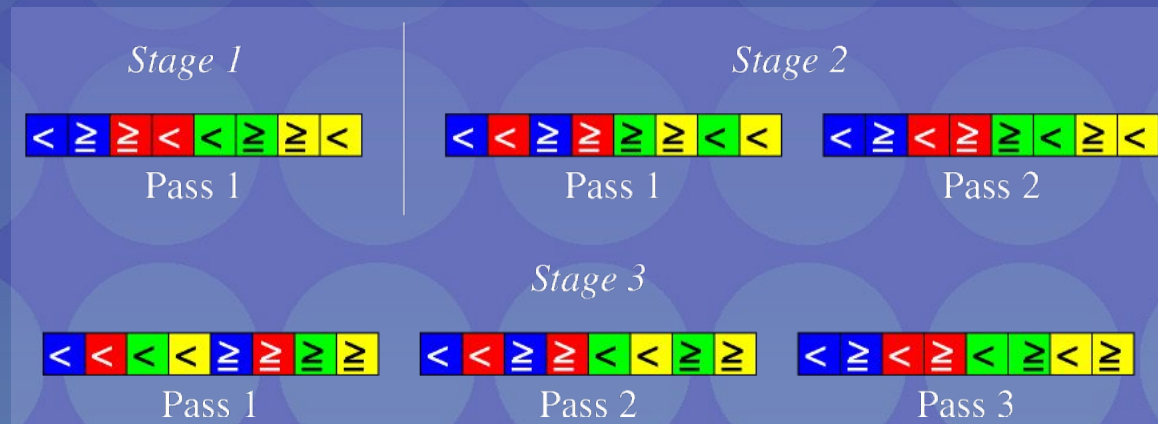 Stage 1
< ≧ ≧ < < ≧ ≧ <
Pass 1
Stage 2
< < ≧ ≧ ≧ ≧ < <
Pass 1
< ≧ < ≧ ≧ < ≧ <
Pass 2
Stage 3
< < < < ≧ ≧ ≧ ≧
Pass 1
< < ≧ ≧ < < ≧ ≧
Pass 2
< ≧ < ≧ < ≧ < ≧
Pass 3